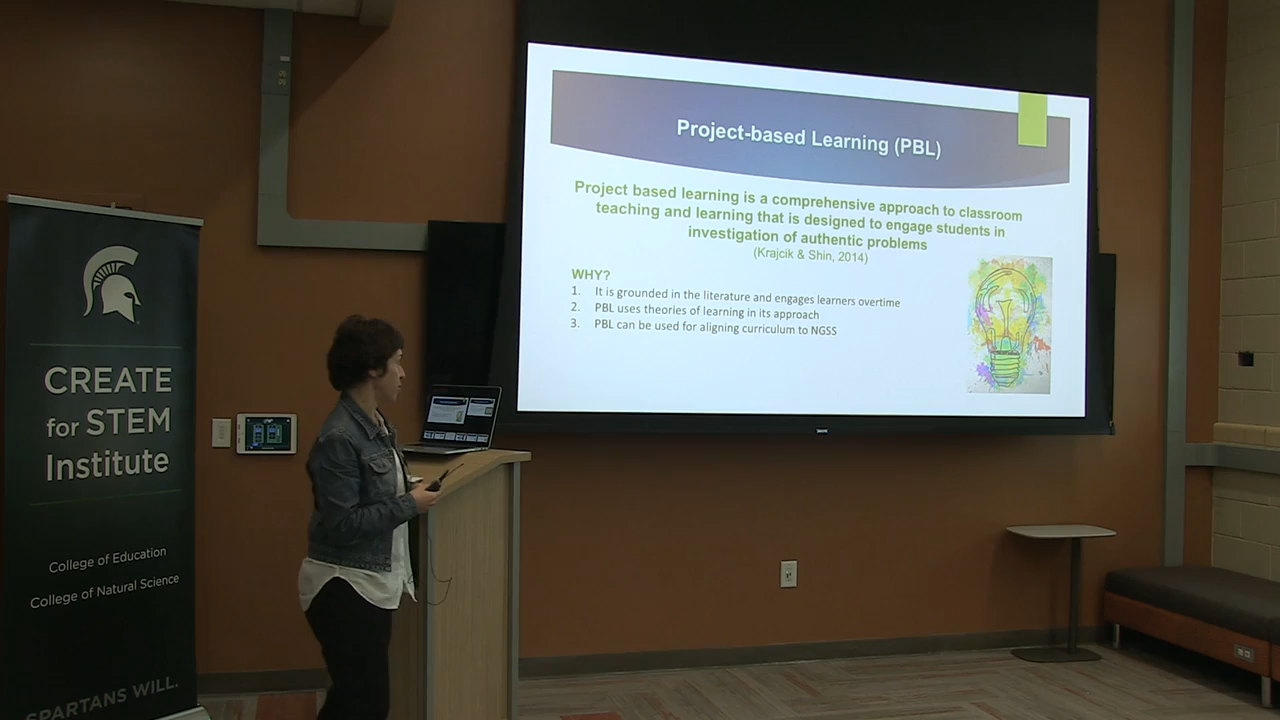 CREATE
for STEM
Institute
College of Education
College of Natural Science
SPARTANS WILL.
Project-based Learning (PBL)
Project based learning is a comprehensive approach to classroom
teaching and learning that is designed to engage students in
investigation of authentic problems
(Krajcik & Shin, 2014)
WHY?
1. It is grounded in the literature and engages learners overtime
2. PBL uses theories of learning in its approach
3. PBL can be used for aligning curriculum to NGSS